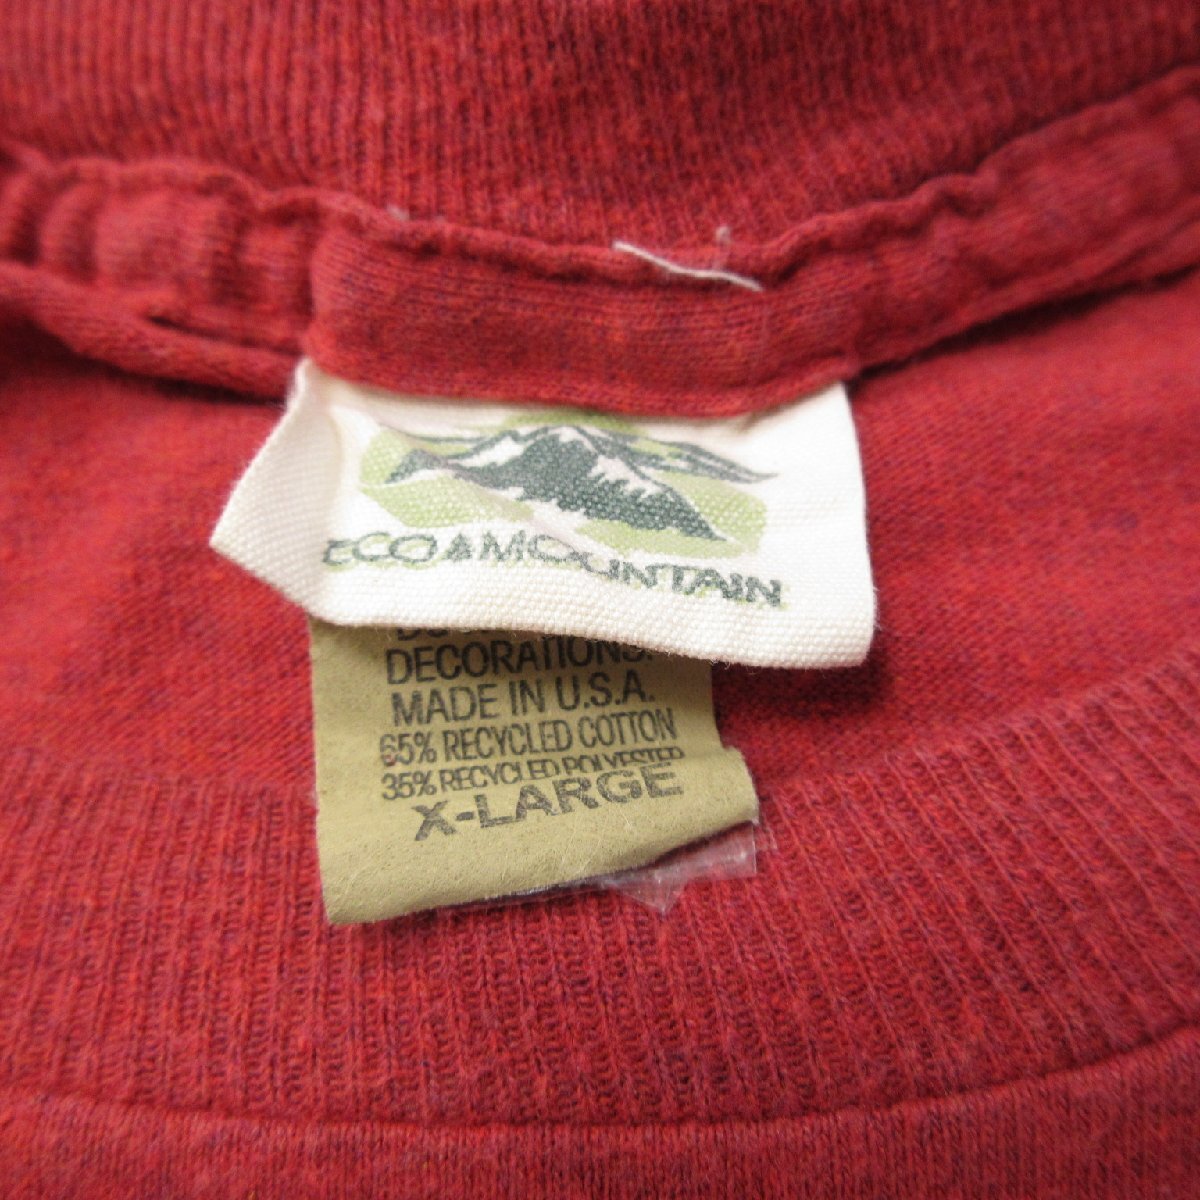 ECO MOUNTAIN
DECORATIONS.
MADE IN U.S.A.
65% RECYCLED COTTON
35% RECYCLED POLYESTER
X-LARGE